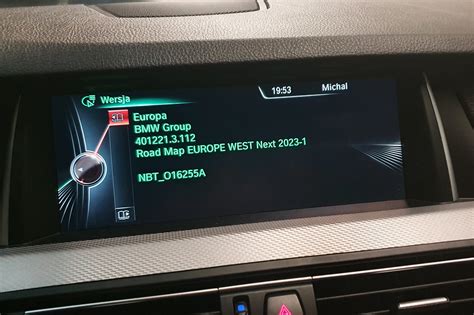 Wersja
19:53
Michal
Europa
BMW Group
401221.3.112
Road Map EUROPE WEST Next 2023-1
NBT_O16255A